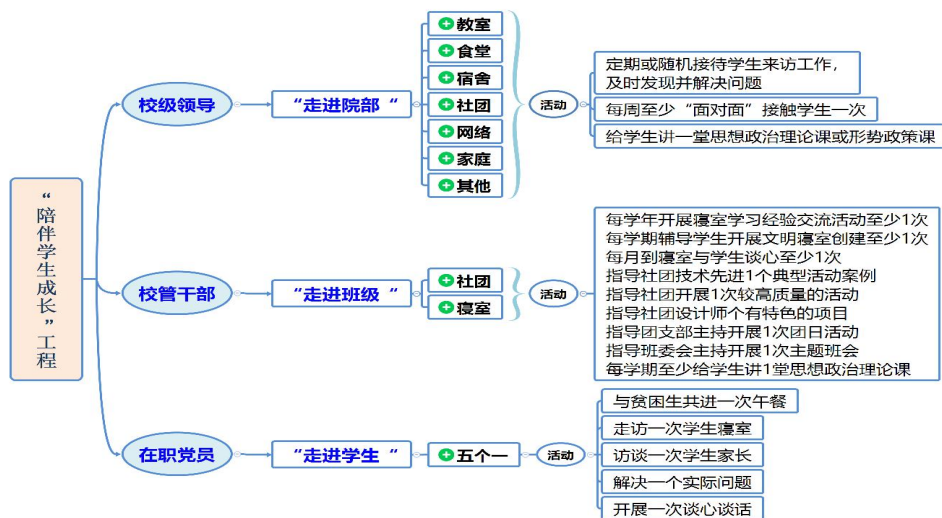 “陪伴学生成长”工程
校级领导
“走进院部“
教室
食堂
宿舍
社团
网络
家庭
其他
活动
定期或随机接待学生来访工作，
及时发现并解决问题
每周至少“面对面”接触学生一次
给学生讲一堂思想政治理论课或形势政策课
校管干部
“走进班级“
社团
寝室
活动
每学年开展寝室学习经验交流活动至少1次
每学期辅导学生开展文明寝室创建至少1次
每月到寝室与学生谈心至少1次
指导社团技术先进1个典型活动案例
指导社团开展1次较高质量的活动
指导社团设计师个有特色的项目
指导团支部主持开展1次团日活动
指导班委会主持开展1次主题班会
每学期至少给学生讲1堂思想政治理论课
在职党员
“走进学生“
五个一
活动
与贫困生共进一次午餐
走访一次学生寝室
访谈一次学生家长
解决一个实际问题
开展一次谈心谈话